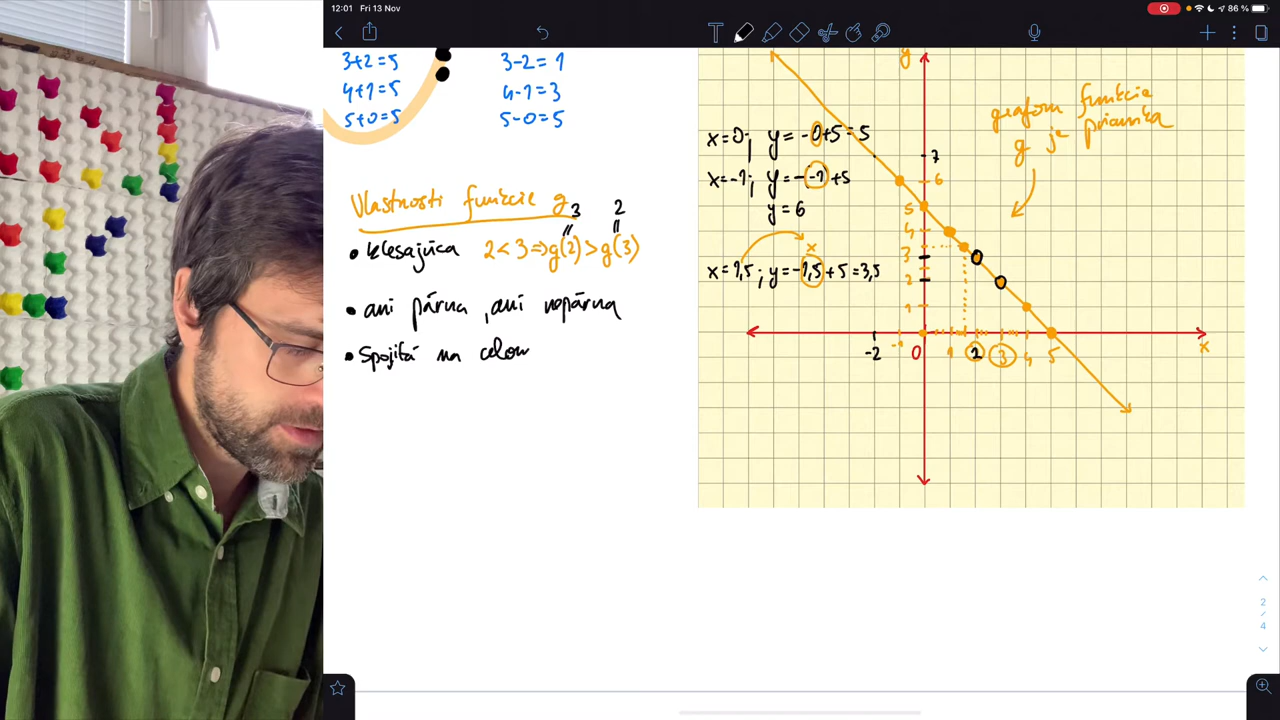 12:01 Fri 13 Nov
86 %
3+2=5
4+1=5
5+0=5
3-2=1
4-1=3
5-0=5
Vlastnosti funkcie g
3 2
• klesajúca 2<3⇒g(2)>g(3)
• ani párna, ani nepárna
• Spojitá na celom
y
grafom funkcie
g je priamka
x=0; y=-0+5=5
x=-1; y=-(-1)+5
y=6
x
x=1,5; y=-1,5+5=3,5
7
6
5
4
3
2
1
-2 -1 0 1 2 3 4 5 x
2
/
4